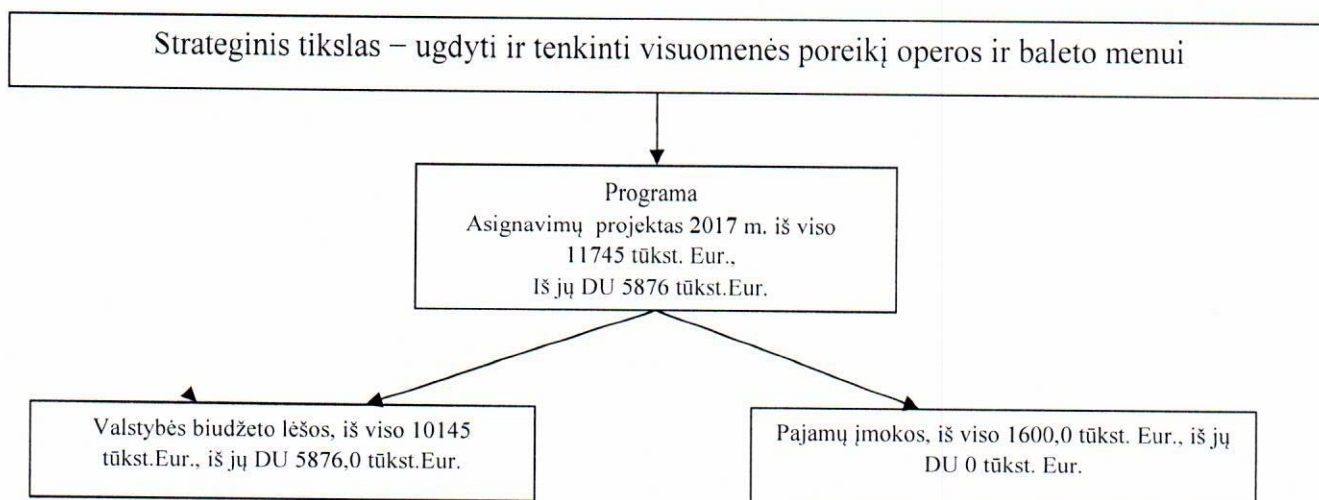 Strateginis tikslas – ugdyti ir tenkinti visuomenės poreikį operos ir baleto menui
Programa
Asignavimų projektas 2017 m. iš viso
11745 tūkst. Eur.,
Iš jų DU 5876 tūkst.Eur.
Valstybės biudžeto lėšos, iš viso 10145
tūkst.Eur., iš jų DU 5876,0 tūkst.Eur.
Pajamų įmokos, iš viso 1600,0 tūkst. Eur., iš jų
DU 0 tūkst. Eur.